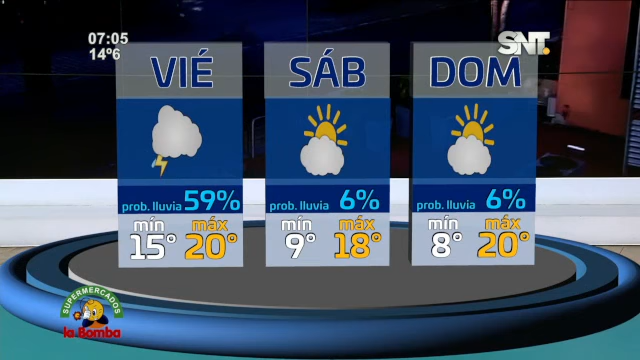 07:05
14°6
SNT.
VIÉ
prob. lluvia 59%
mín máx
15° 20°
SÁB
prob. lluvia 6%
mín máx
9° 18°
DOM
prob. lluvia 6%
mín máx
8° 20°
SUPERMERCADOS
la Bomba